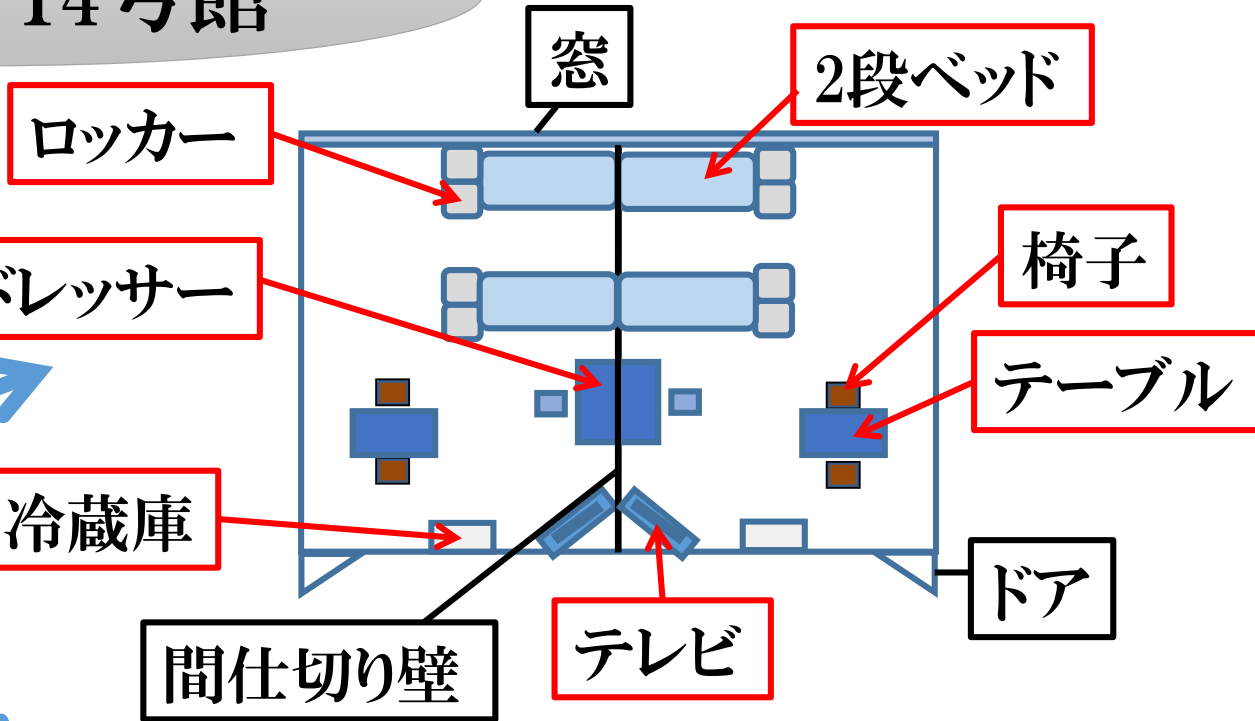 14号館
窓
2段ベッド
ロッカー
椅子
ドレッサー
テーブル
冷蔵庫
ドア
テレビ
間仕切り壁